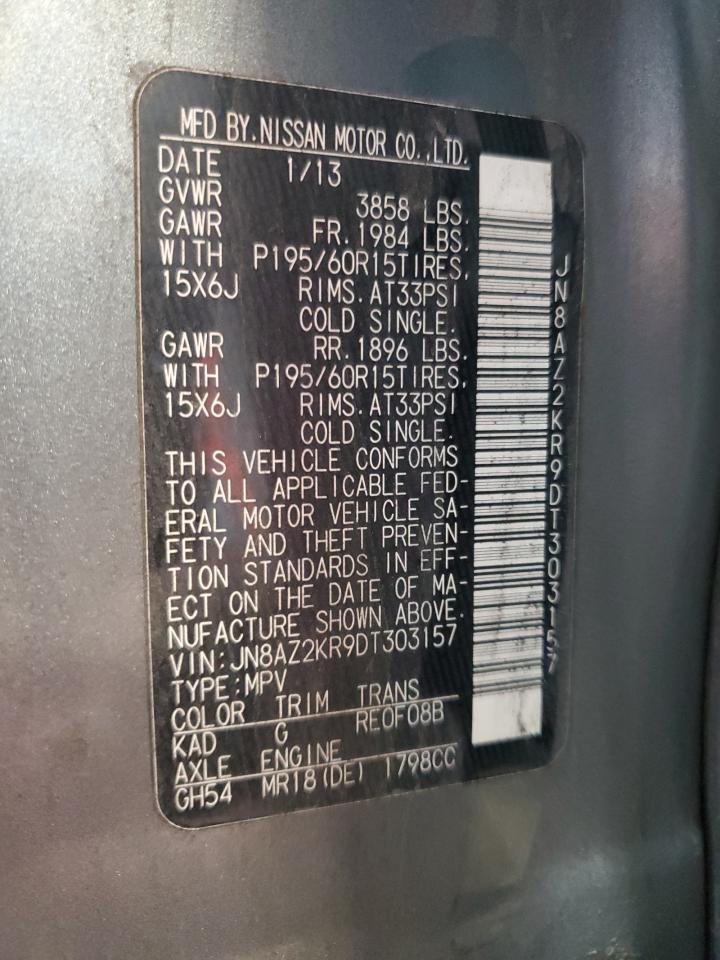 MFD BY. NISSAN MOTOR CO., LTD.
DATE 1/13
GVWR 3858 LBS.
GAWR FR. 1984 LBS.
WITH P195/60R15TIRES,
15X6J RIMS. AT33PSI
COLD SINGLE.
GAWR RR. 1896 LBS.
WITH P195/60R15TIRES,
15X6J RIMS. AT33PSI
COLD SINGLE.
THIS VEHICLE CONFORMS
TO ALL APPLICABLE FED-
ERAL MOTOR VEHICLE SA-
FETY AND THEFT PREVEN-
TION STANDARDS IN EFF-
ECT ON THE DATE OF MA-
NUFACTURE SHOWN ABOVE.
VIN:JN8AZ2KR9DT303157
TYPE:MPV
COLOR TRIM TRANS
KAD G RE0F08B
AXLE ENGINE
GH54 MR18(DE) 1798CC
JN8AZ2KR9DT303157